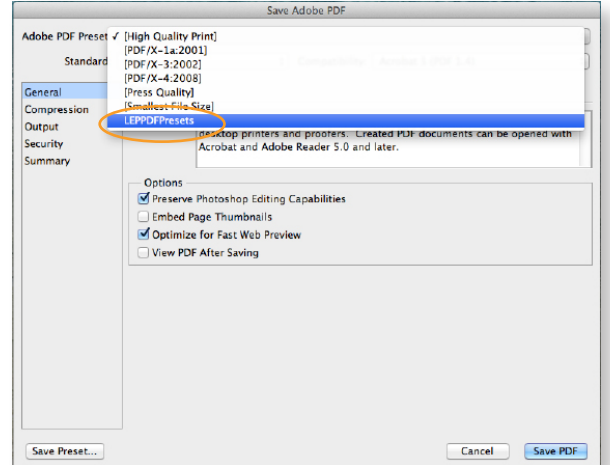 Save Adobe PDF
Adobe PDF Preset ✓ [High Quality Print]
[PDF/X-1a:2001]
Standard [PDF/X-3:2002]
[PDF/X-4:2008]
General [Press Quality]
Compression [Smallest File Size]
Output LEPPDFPresets
desktop printers and proofers. Created PDF documents can be opened with
Security Acrobat and Adobe Reader 5.0 and later.
Summary
Options
Preserve Photoshop Editing Capabilities
Embed Page Thumbnails
Optimize for Fast Web Preview
View PDF After Saving
Save Preset... Cancel Save PDF